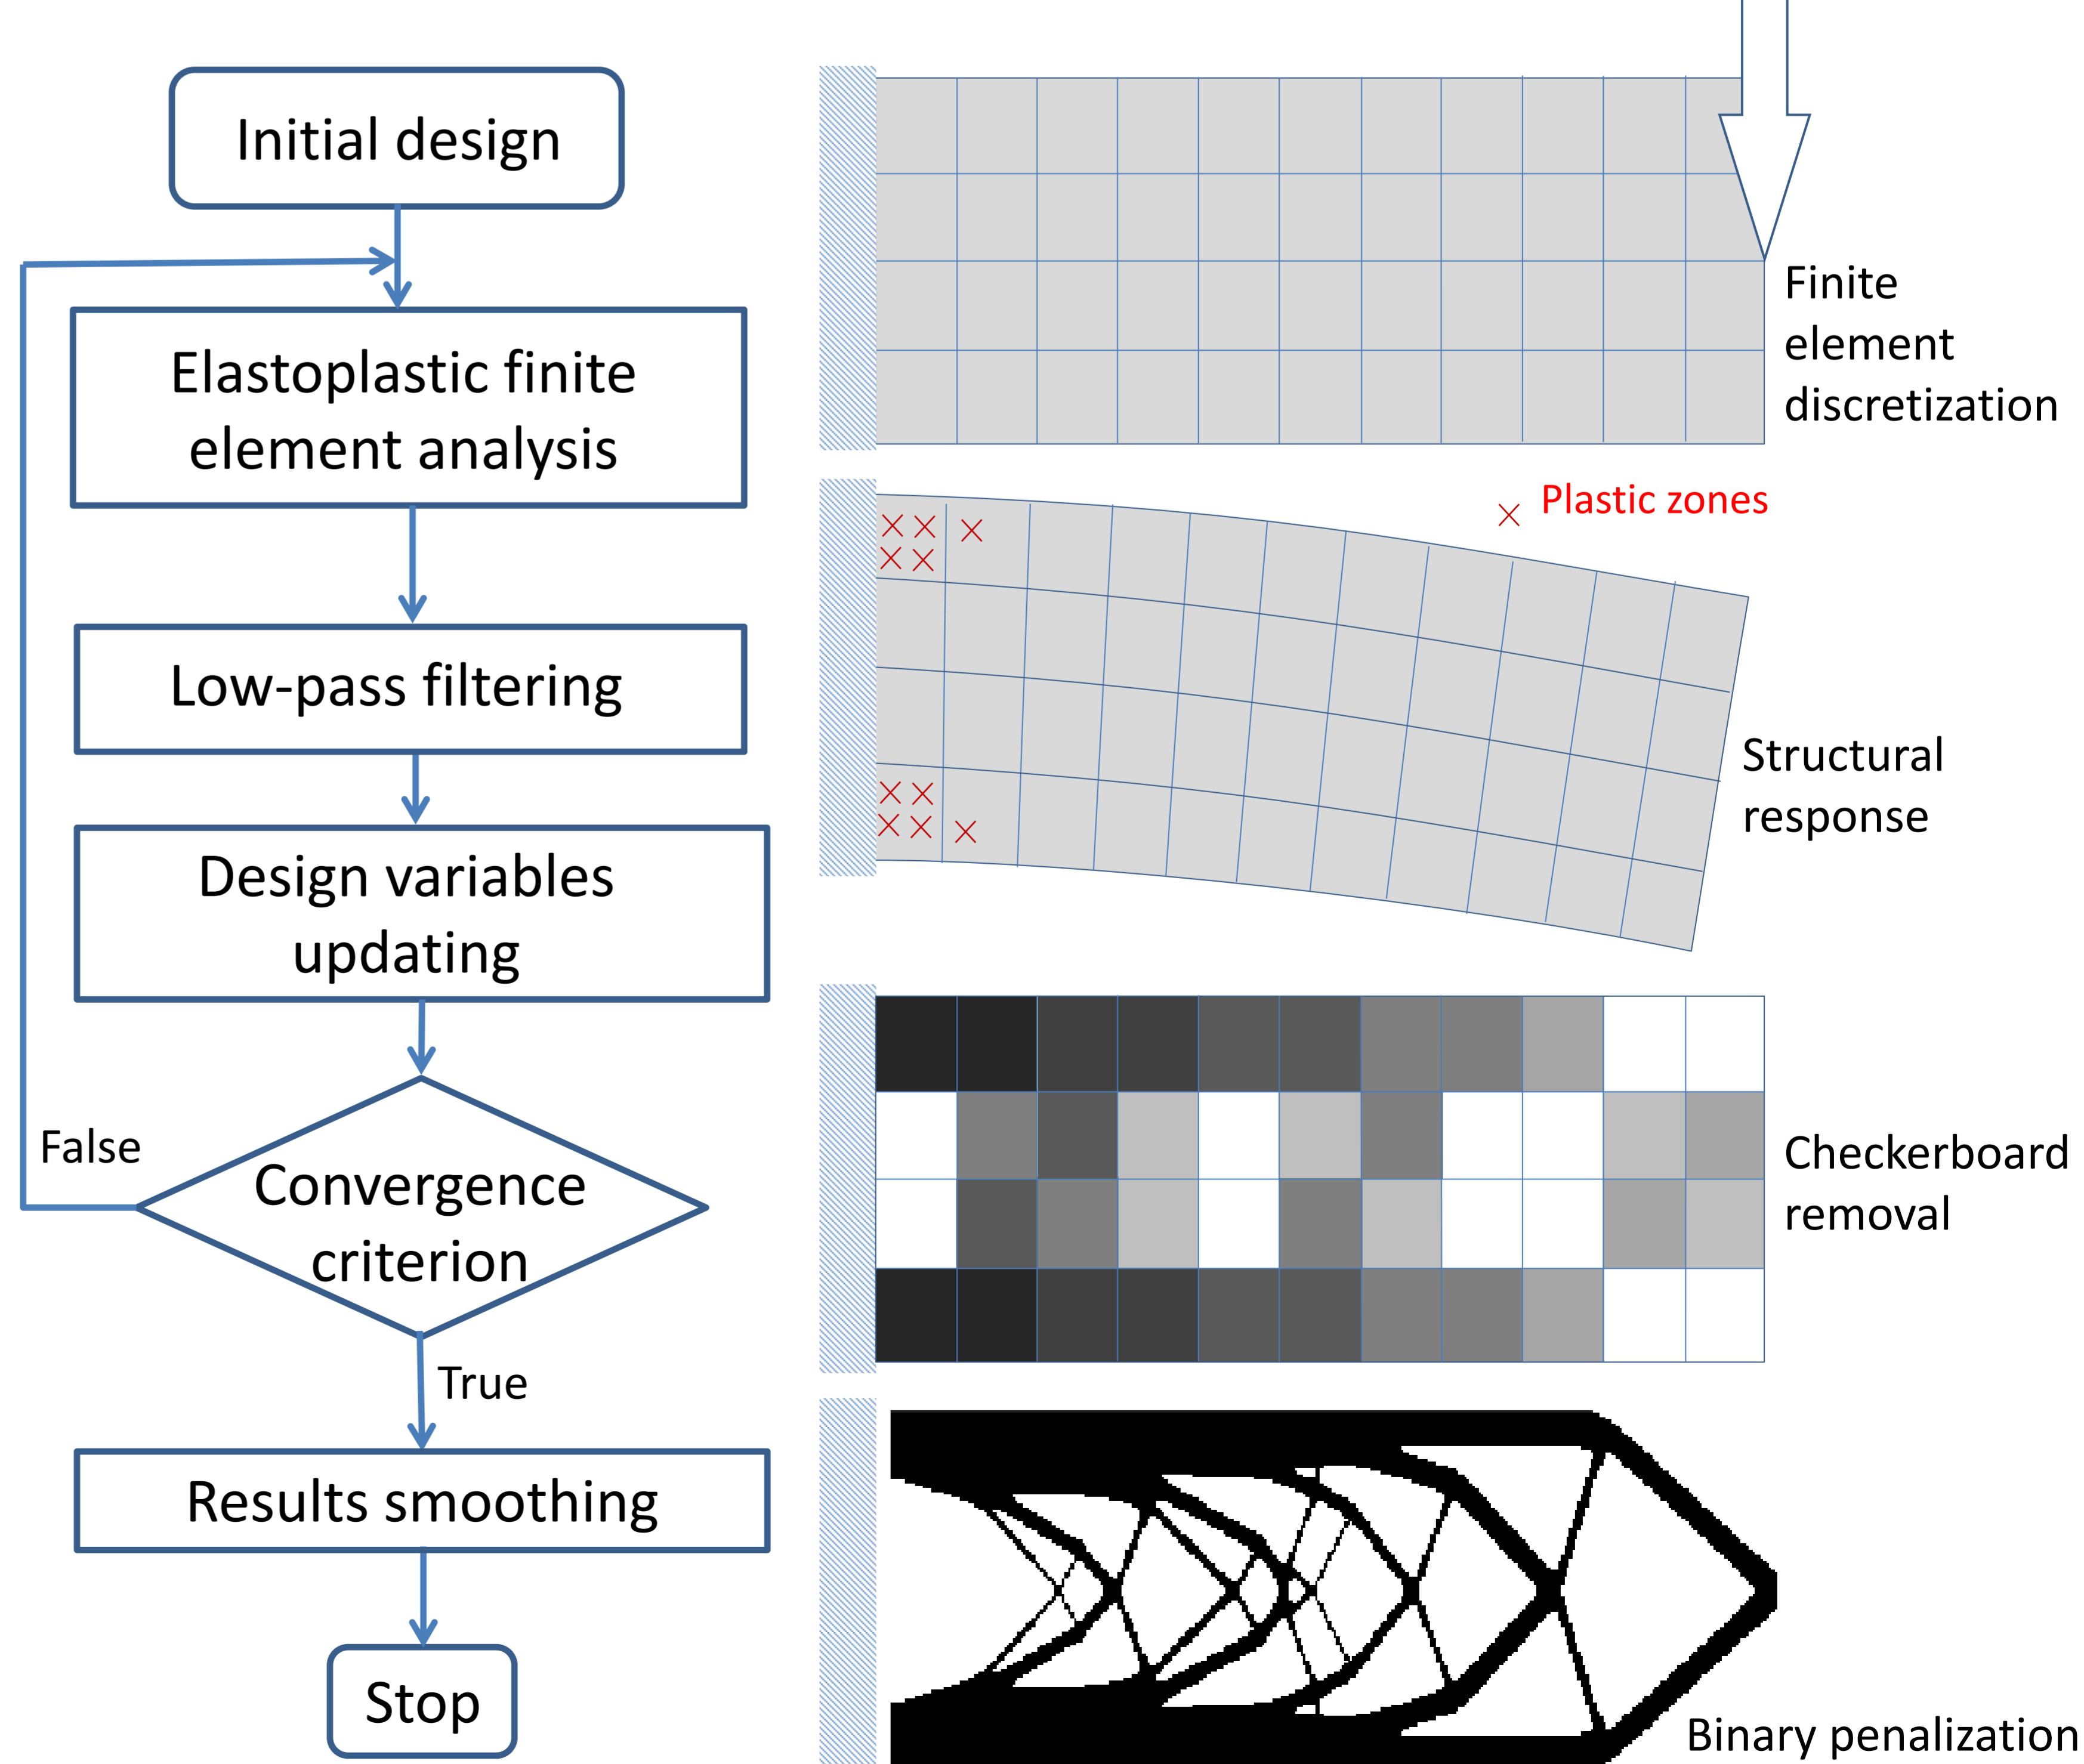 Initial design
Elastoplastic finite
element analysis
Low-pass filtering
Design variables
updating
False
Convergence
criterion
True
Results smoothing
Stop
Finite
element
discretization
Plastic zones
Structural
response
Checkerboard
removal
Binary penalization